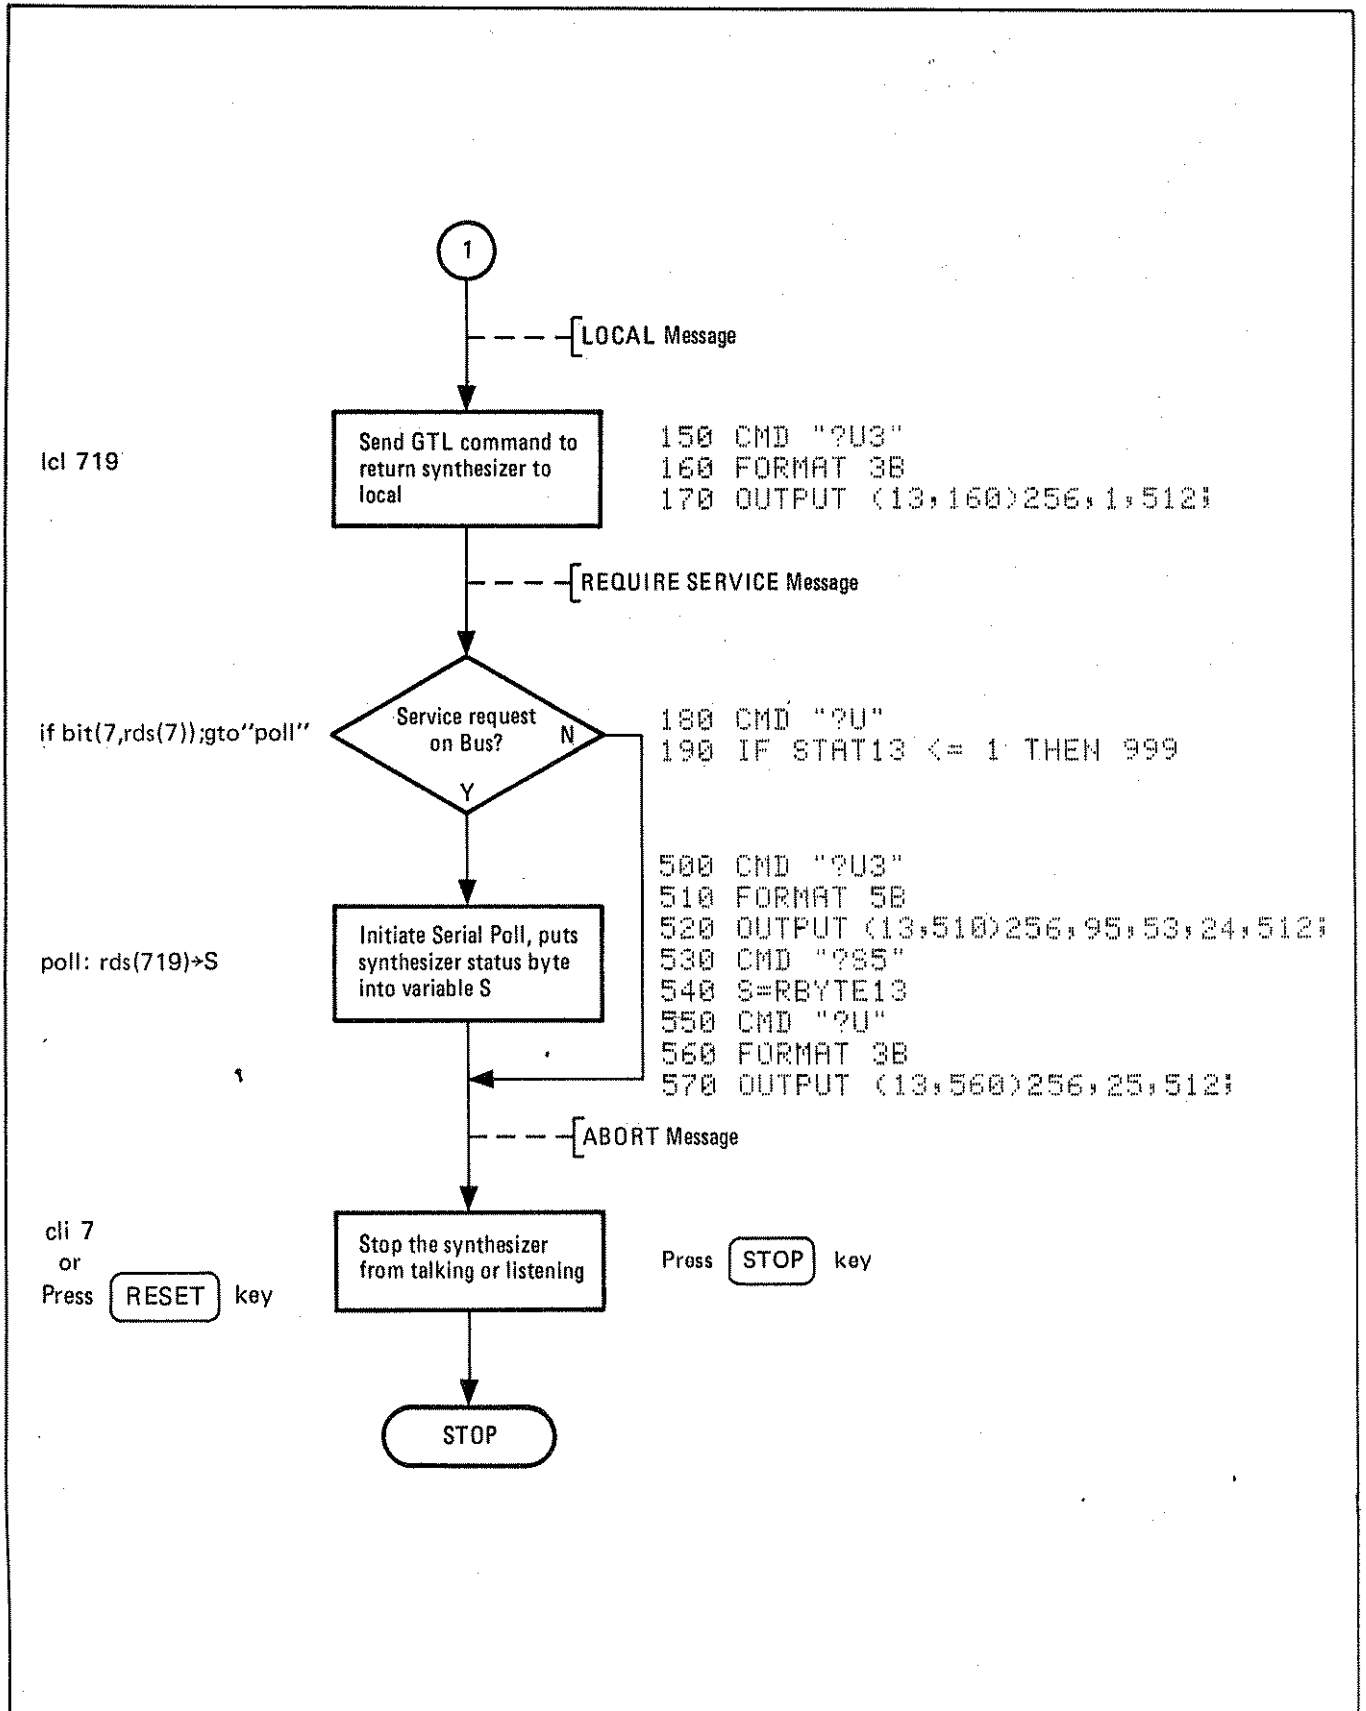 1
LOCAL Message
lcl 719
Send GTL command to
return synthesizer to
local
150 CMD "?U3"
160 FORMAT 3B
170 OUTPUT (13,160)256,1,512;
REQUIRE SERVICE Message
if bit(7,rds(7));gto"poll"
Service request
on Bus?
N
Y
180 CMD "?U"
190 IF STAT13 <= 1 THEN 999
poll: rds(719)→S
Initiate Serial Poll, puts
synthesizer status byte
into variable S
500 CMD "?U3"
510 FORMAT 5B
520 OUTPUT (13,510)256,95,53,24,512;
530 CMD "?S5"
540 S=RBYTE13
550 CMD "?U"
560 FORMAT 3B
570 OUTPUT (13,560)256,25,512;
ABORT Message
cli 7
or
Press RESET key
Stop the synthesizer
from talking or listening
Press STOP key
STOP